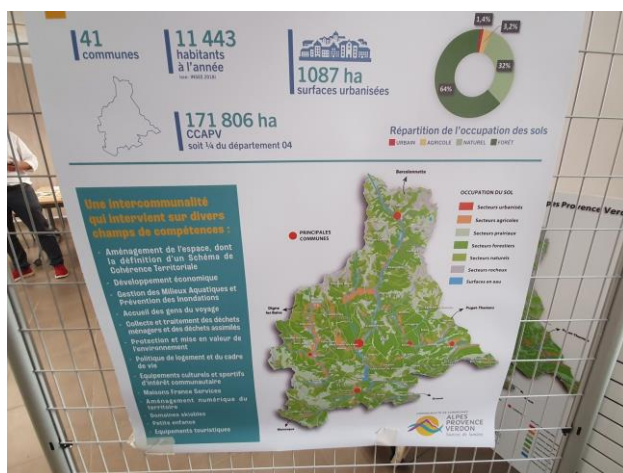 41
communes
11 443
habitants
à l'année
1087 ha
surfaces urbanisées
171 806 ha
CCAPV
soit ¼ du département 04
1,4%
3,2%
32%
64%
Répartition de l'occupation des sols
URBAIN AGRICOLE NATUREL FORÊT
Une intercommunalité
qui intervient sur divers
champs de compétences :
- Aménagement de l'espace, dont
la définition d'un Schéma de
Cohérence Territoriale
- Développement économique
- Gestion des Milieux Aquatiques et
Prévention des Inondations
- Accueil des gens du voyage
- Collecte et traitement des déchets
ménagers et des déchets assimilés
- Protection et mise en valeur de
l'environnement
- Politique de logement et du cadre
de vie
- Equipements culturels et sportifs
d'intérêt communautaire
- Maisons France Services
- Aménagement numérique du
territoire
- Domaines skiables
- Petite enfance
- Equipements touristiques
PRINCIPALES
COMMUNES
Barcelonnette
Digne
les Bains
Puget-Théniers
OCCUPATION DU SOL
Secteurs urbanisés
Secteurs agricoles
Secteurs prairiaux
Secteurs forestiers
Secteurs naturels
Secteurs rocheux
Surfaces en eau
ALPES
PROVENCE
VERDON
Alpes Provence Verdon